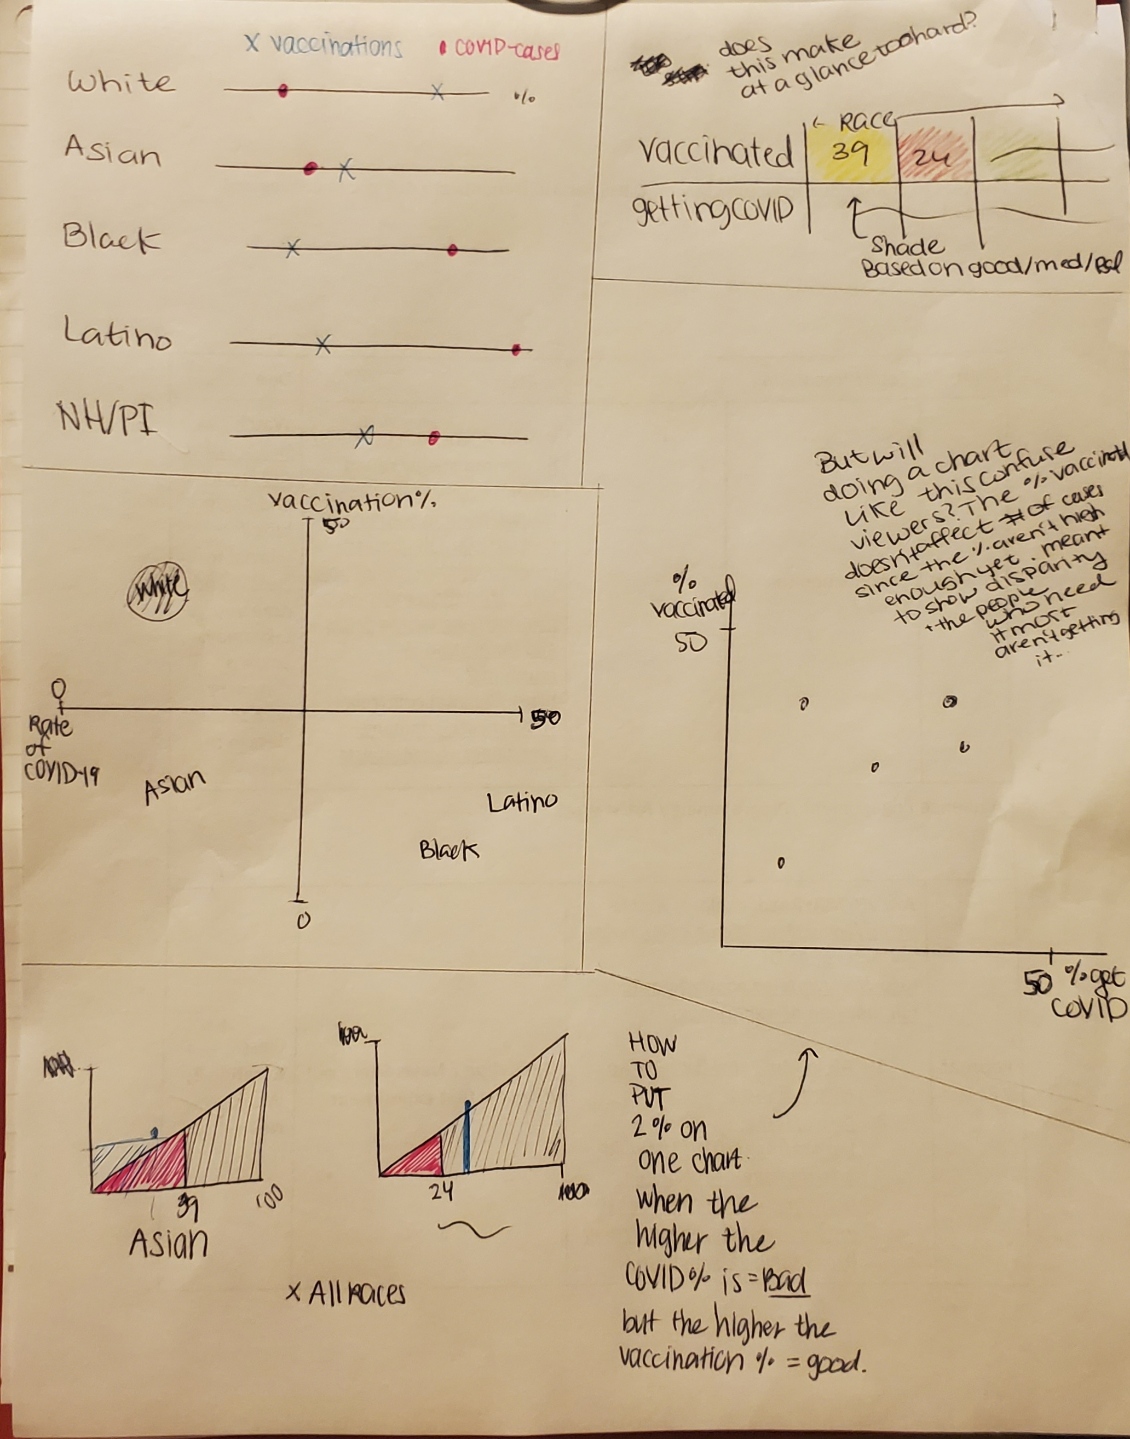 x vaccinations • COVID-cases
White
%
Asian
Black
Latino
NH/PI
does
this make
at a glance too hard?
← RACE
vaccinated 39 24
getting COVID
Shade
Based on good/med/Bad
vaccination %
50
White
0
50
Rate
of
COVID-19
Asian
Latino
Black
0
But will
doing a chart
like this confuse
viewers? The % vaccinated
doesn't affect # of cases
since the % aren't high
enough yet. meant
to show disparity
+ the people
who need
it most
aren't getting
it..
%
vaccinated
50
50 % get
COVID
39
100
Asian
100
24
100
x All races
HOW
TO
PUT
2 % on
one chart
when the
higher the
COVID % is = Bad
but the higher the
vaccination % = good.